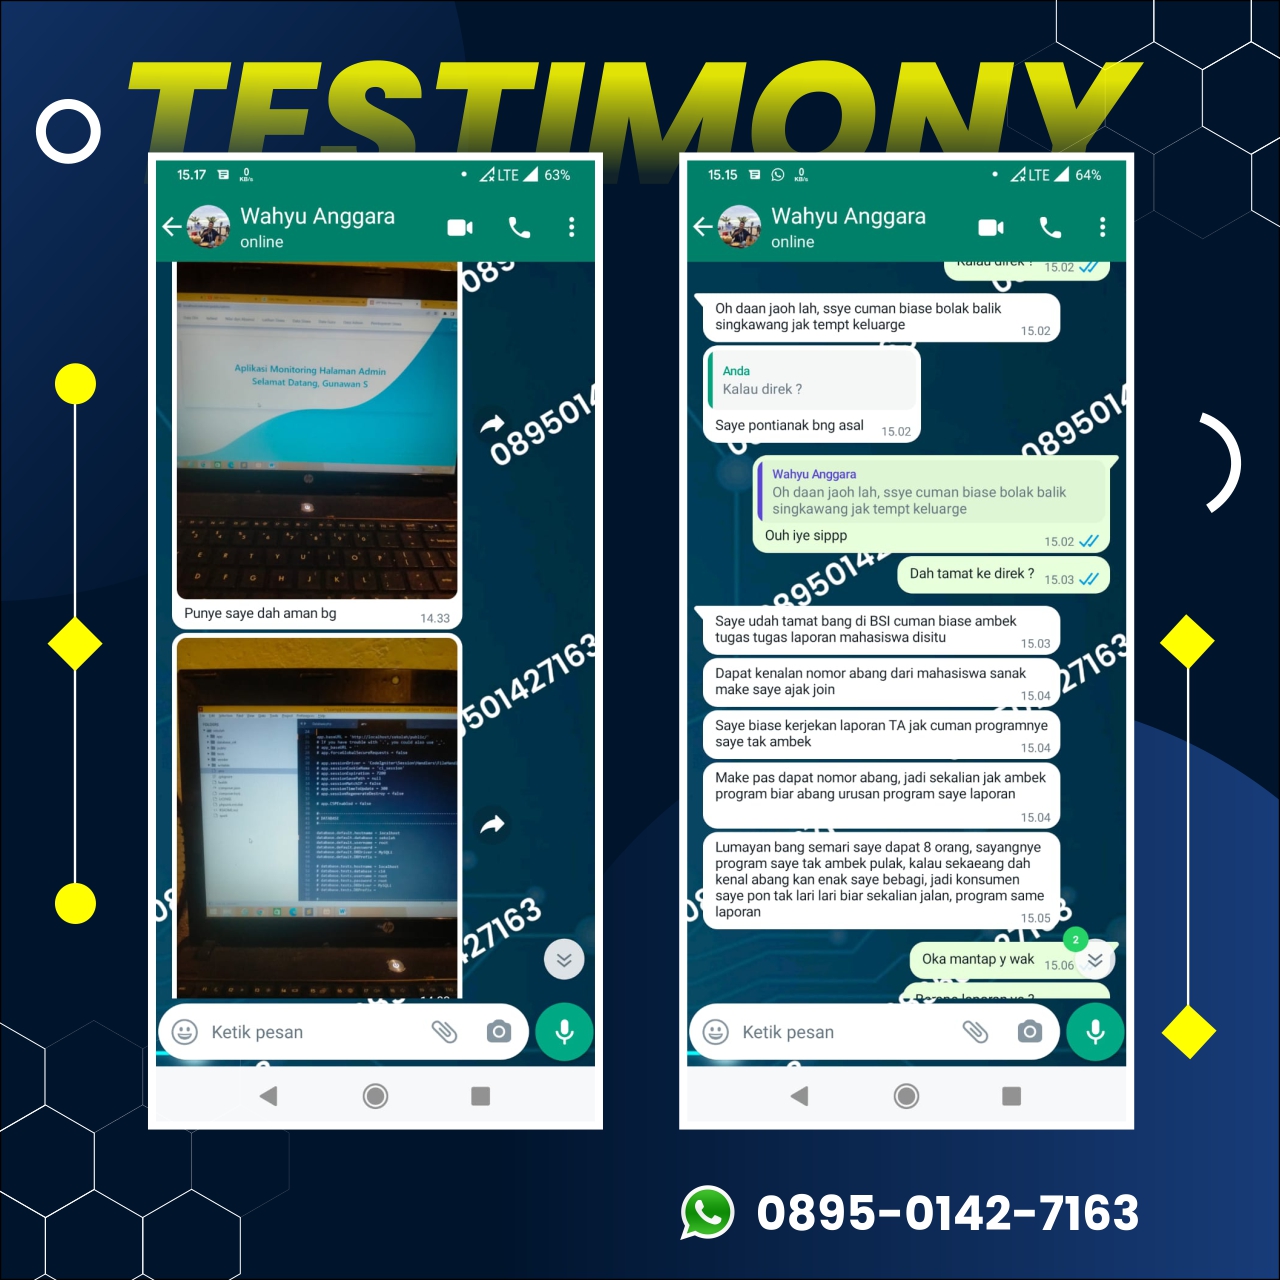 TESTIMONY
15.17
0
KB/s
LTE
63%
Wahyu Anggara
online
Aplikasi Monitoring Halaman Admin
Selamat Datang, Gunawan S
Punye saye dah aman bg
14.33
Ketik pesan
15.15
0
KB/s
LTE
64%
Wahyu Anggara
online
Kalau direk ?
15.02
Oh daan jaoh lah, ssye cuman biase bolak balik
singkawang jak tempt keluarge
15.02
Anda
Kalau direk ?
Saye pontianak bng asal
15.02
Wahyu Anggara
Oh daan jaoh lah, ssye cuman biase bolak balik
singkawang jak tempt keluarge
Ouh iye sippp
15.02
Dah tamat ke direk ?
15.03
Saye udah tamat bang di BSI cuman biase ambek
tugas tugas laporan mahasiswa disitu
15.03
Dapat kenalan nomor abang dari mahasiswa sanak
make saye ajak join
15.04
Saye biase kerjekan laporan TA jak cuman programnye
saye tak ambek
15.04
Make pas dapat nomor abang, jadi sekalian jak ambek
program biar abang urusan program saye laporan
15.04
Lumayan bang semari saye dapat 8 orang, sayangnye
program saye tak ambek pulak, kalau sekaeang dah
kenal abang kan enak saye bebagi, jadi konsumen
saye pon tak lari lari biar sekalian jalan, program same
laporan
15.05
2
Oka mantap y wak
15.06
Ketik pesan
0895-0142-7163